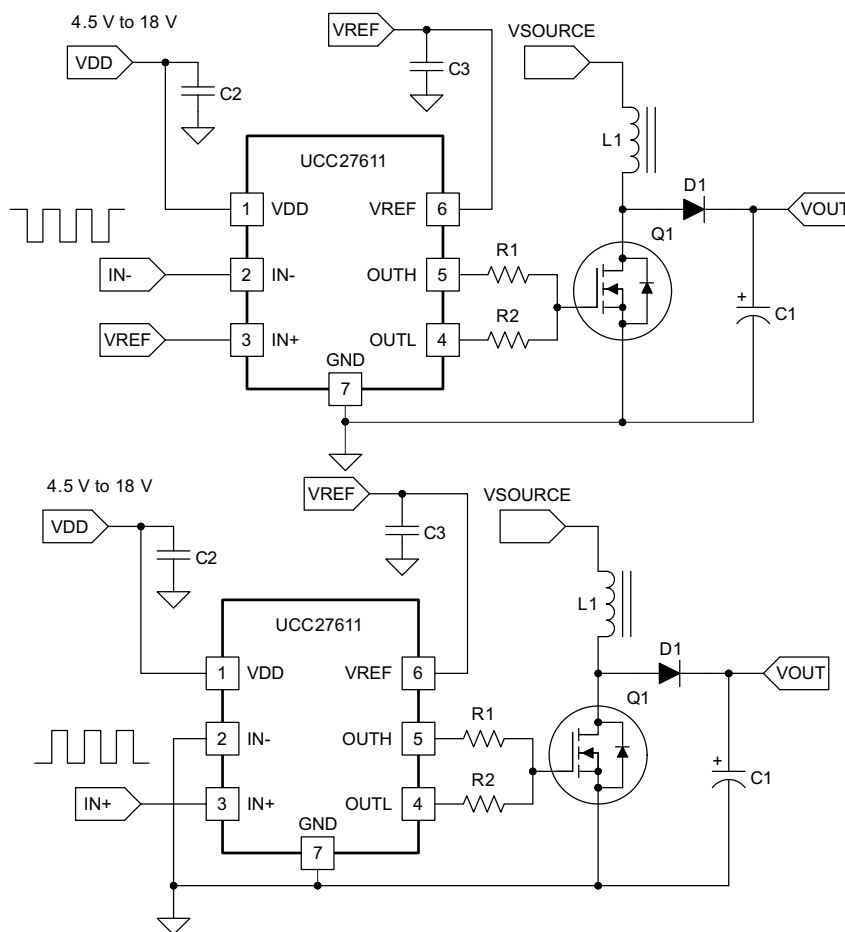 4.5 V to 18 V
VREF
VSOURCE
VDD
C2
C3
L1
UCC27611
D1
VOUT
1
VDD
VREF
6
Q1
R1
IN-
2
IN-
OUTH
5
R2
C1
+
VREF
3
IN+
OUTL
4
GND
7
4.5 V to 18 V
VREF
VSOURCE
VDD
C2
C3
L1
UCC27611
D1
VOUT
1
VDD
VREF
6
Q1
R1
2
IN-
OUTH
5
R2
+
C1
IN+
3
IN+
OUTL
4
GND
7